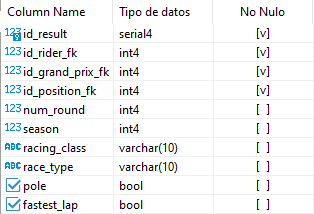 Column Name Tipo de datos No Nulo
123 id_result serial4 [v]
123 id_rider_fk int4 [v]
123 id_grand_prix_fk int4 [v]
123 id_position_fk int4 [v]
123 num_round int4 [ ]
123 season int4 [ ]
ABC racing_class varchar(10) [ ]
ABC race_type varchar(10) [ ]
pole bool [ ]
fastest_lap bool [ ]